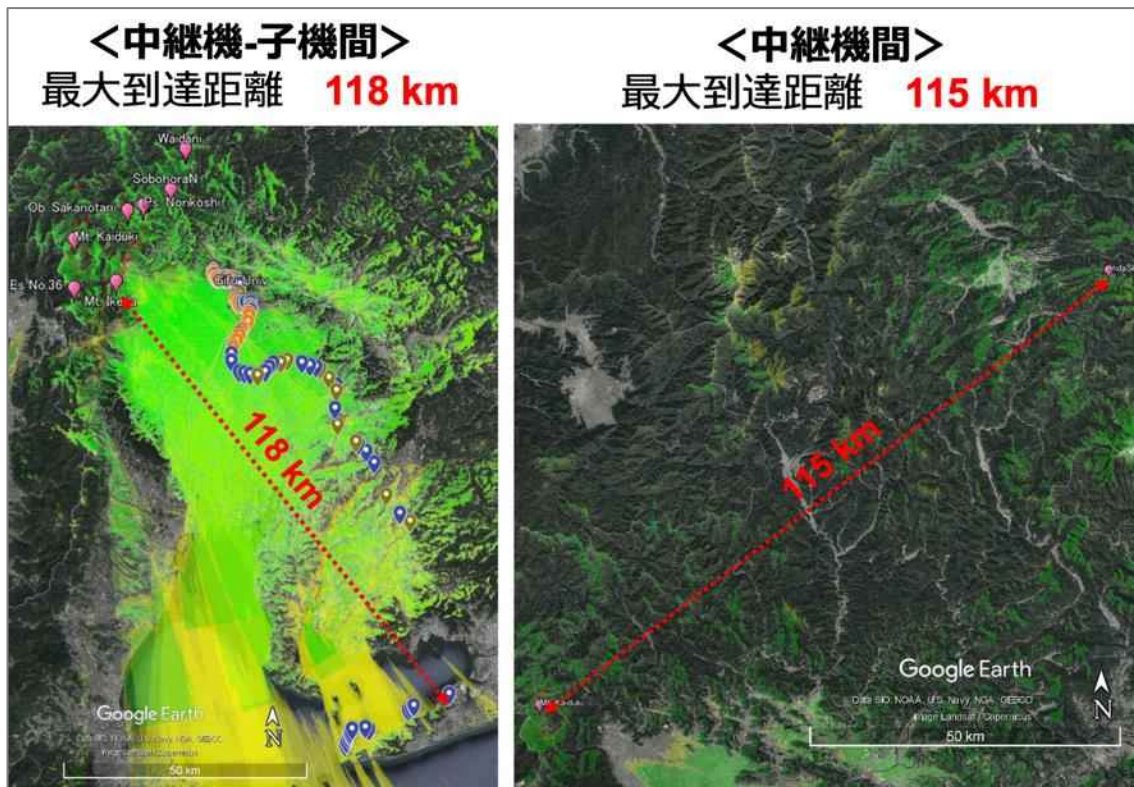 <中継機-子機間>
最大到達距離 118 km
Waidani
SobohoraN
Ob. Sakanotani
Ps. Norikoshi
Mt. Kaiduki
Gifu Univ
Es No.36
118 km
Google Earth
N
50 km
<中継機間>
最大到達距離 115 km
115 km
Google Earth
Data SIO, NOAA, U.S. Navy, NGA, GEBCO
Image Landsat / Copernicus
N
50 km